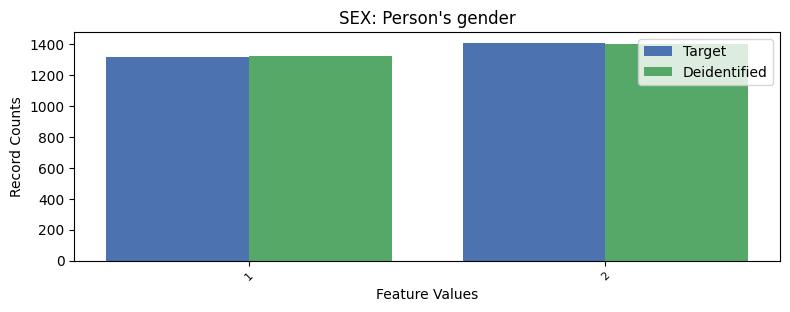 SEX: Person's gender
Target
Deidentified
Record Counts
1400
1200
1000
800
600
400
200
0
1
2
Feature Values